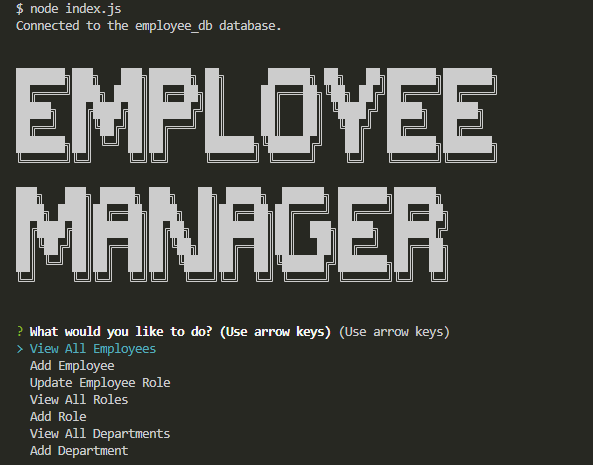 $ node index.js
Connected to the employee_db database.
EMPLOYEE
MANAGER
? What would you like to do? (Use arrow keys) (Use arrow keys)
> View All Employees
Add Employee
Update Employee Role
View All Roles
Add Role
View All Departments
Add Department